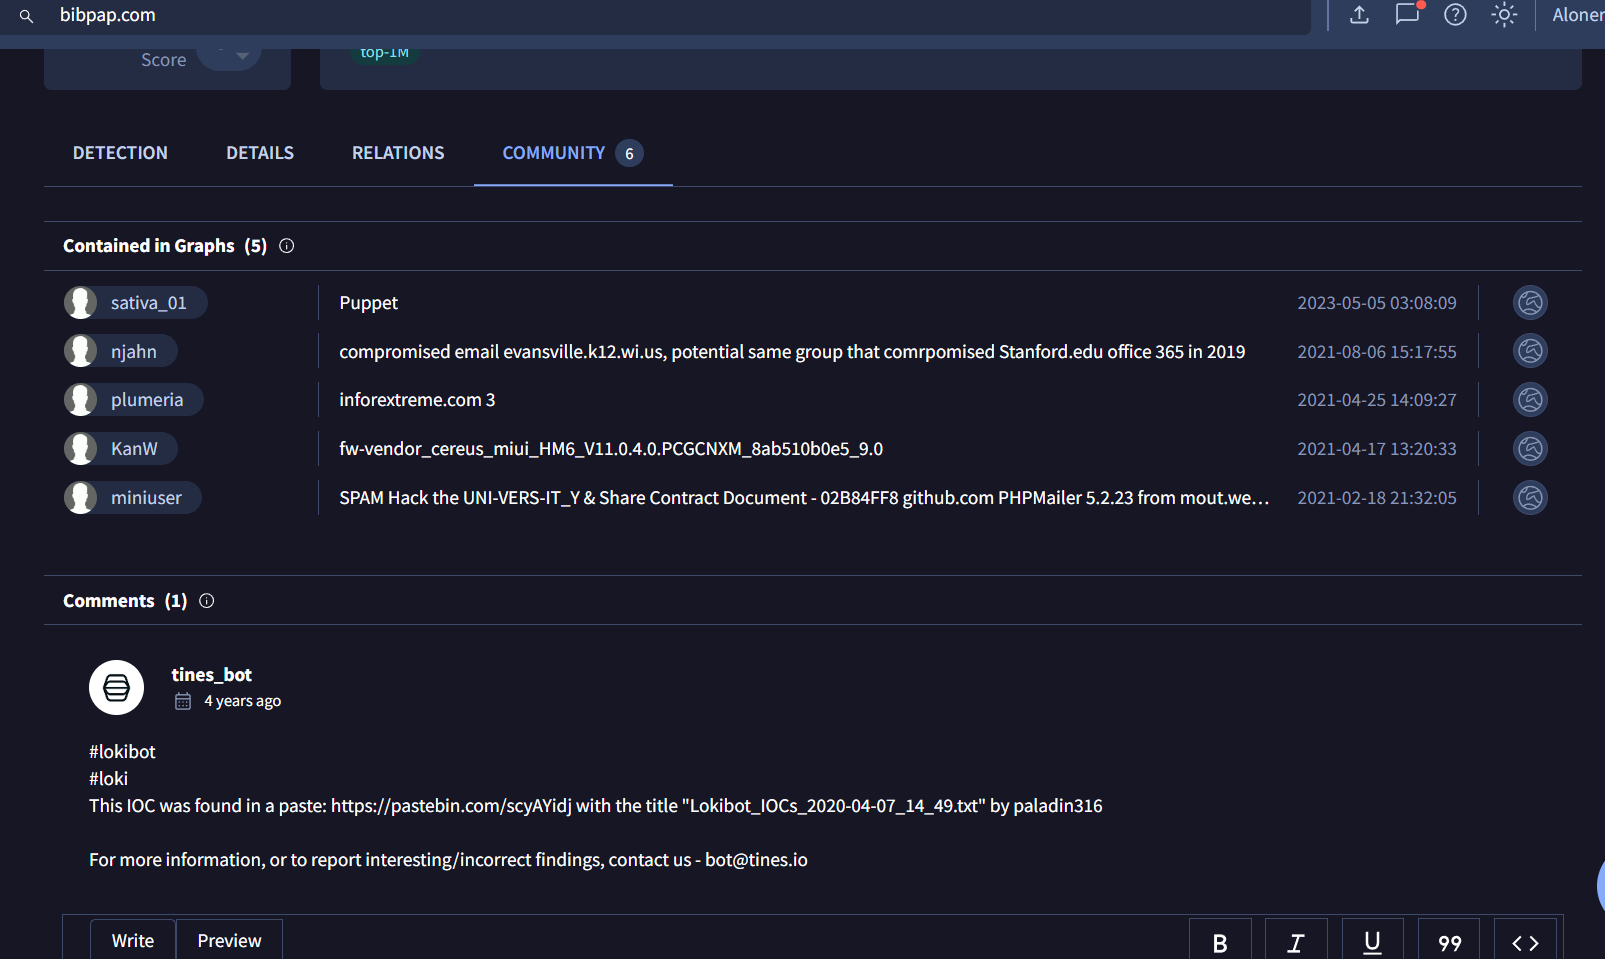 bibpap.com
Aloner
Score
top-1M
DETECTION DETAILS RELATIONS COMMUNITY 6
Contained in Graphs (5)
sativa_01 Puppet 2023-05-05 03:08:09
njahn compromised email evansville.k12.wi.us, potential same group that comrpomised Stanford.edu office 365 in 2019 2021-08-06 15:17:55
plumeria inforextreme.com 3 2021-04-25 14:09:27
KanW fw-vendor_cereus_miui_HM6_V11.0.4.0.PCGCNXM_8ab510b0e5_9.0 2021-04-17 13:20:33
miniuser SPAM Hack the UNI-VERS-IT_Y & Share Contract Document - 02B84FF8 github.com PHPMailer 5.2.23 from mout.we... 2021-02-18 21:32:05
Comments (1)
tines_bot
4 years ago
#lokibot
#loki
This IOC was found in a paste: https://pastebin.com/scyAYidj with the title "Lokibot_IOCs_2020-04-07_14_49.txt" by paladin316
For more information, or to report interesting/incorrect findings, contact us - bot@tines.io
Write Preview B I U 99 <>